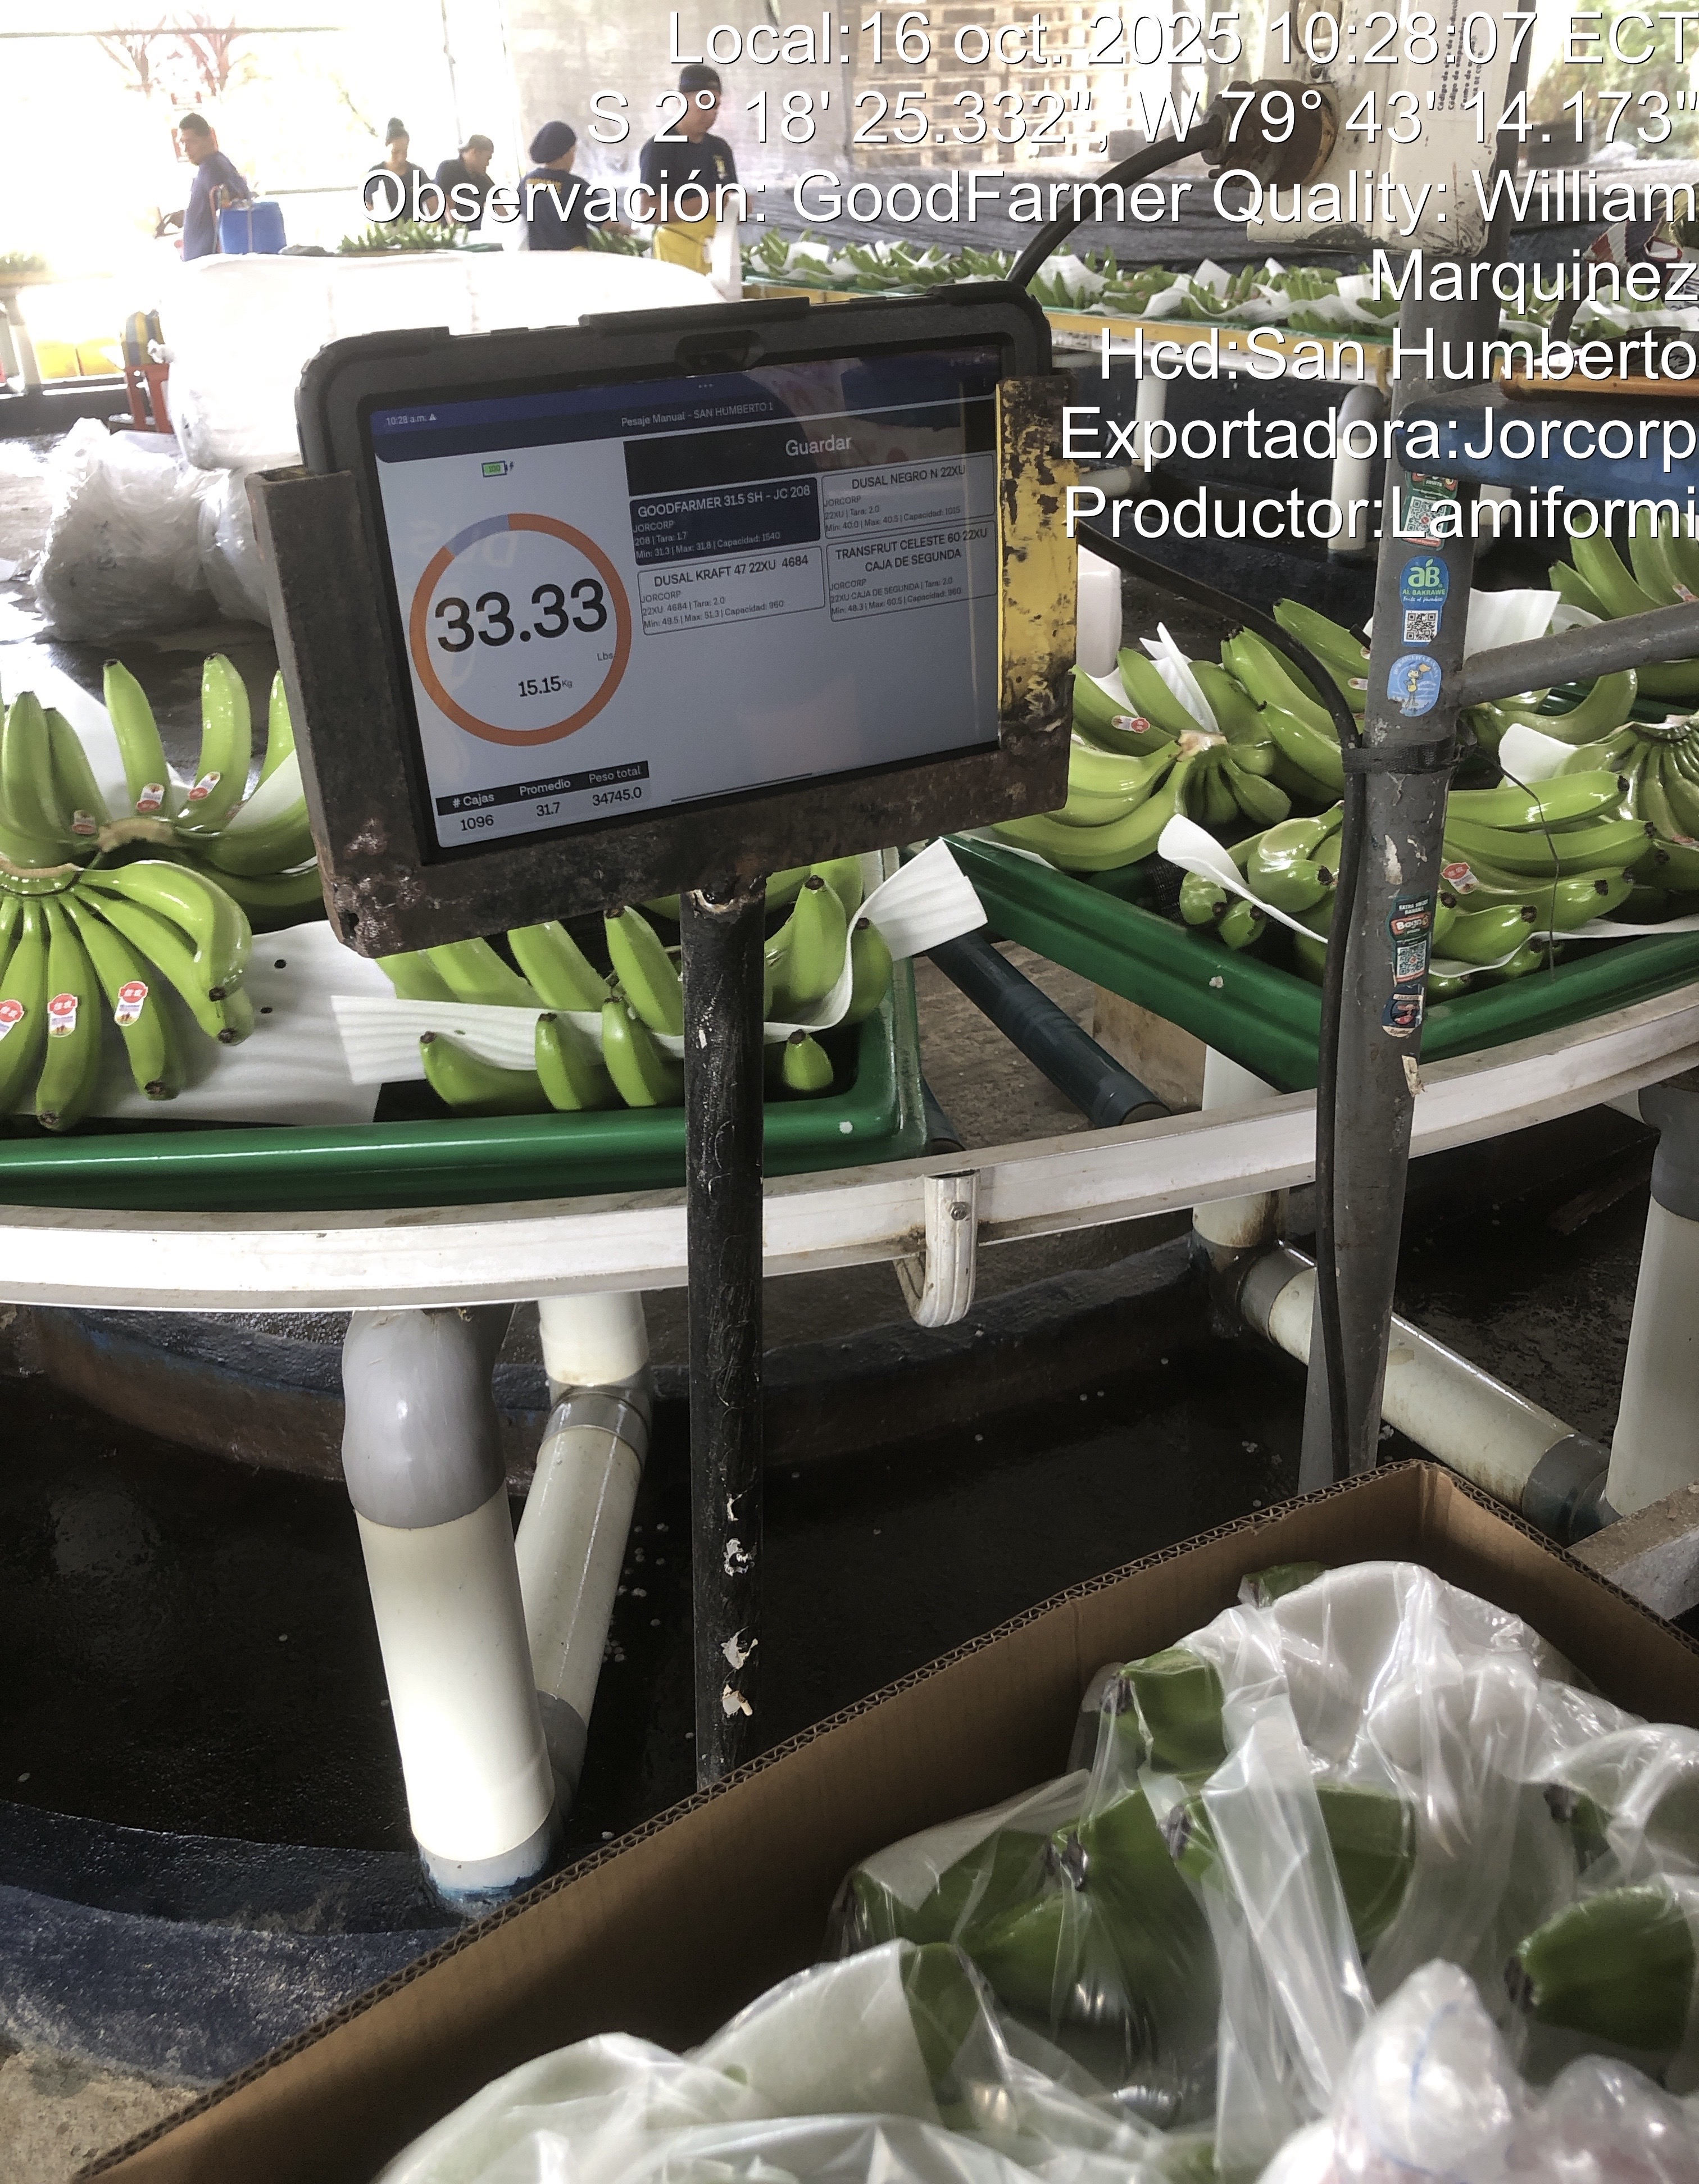 Local:16 oct. 2025 10:28:07 ECT
S 2° 18' 25.332", W 79° 43' 14.173"
Observación: GoodFarmer Quality: William
Marquinez
Hcd:San Humberto
Exportadora:Jorcorp
Productor:Lamiformi
10:28 a.m.
Pesaje Manual - SAN HUMBERTO 1
Guardar
GOODFARMER 31.5 SH - JC 208
JORCORP
208 | Tara: 1.7
Min: 31.3 | Max: 31.8 | Capacidad: 1540
DUSAL NEGRO N 22XU
JORCORP
22XU | Tara: 2.0
Min: 40.0 | Max: 40.5 | Capacidad: 1015
DUSAL KRAFT 47 22XU 4684
JORCORP
22XU 4684 | Tara: 2.0
Min: 49.5 | Max: 51.3 | Capacidad: 960
TRANSFRUT CELESTE 60 22XU
CAJA DE SEGUNDA
JORCORP
22XU CAJA DE SEGUNDA | Tara: 2.0
Min: 48.3 | Max: 60.5 | Capacidad: 960
33.33
Lbs
15.15 Kg
# Cajas Promedio Peso total
1096 31.7 34745.0
aB
AL BAKRAWE